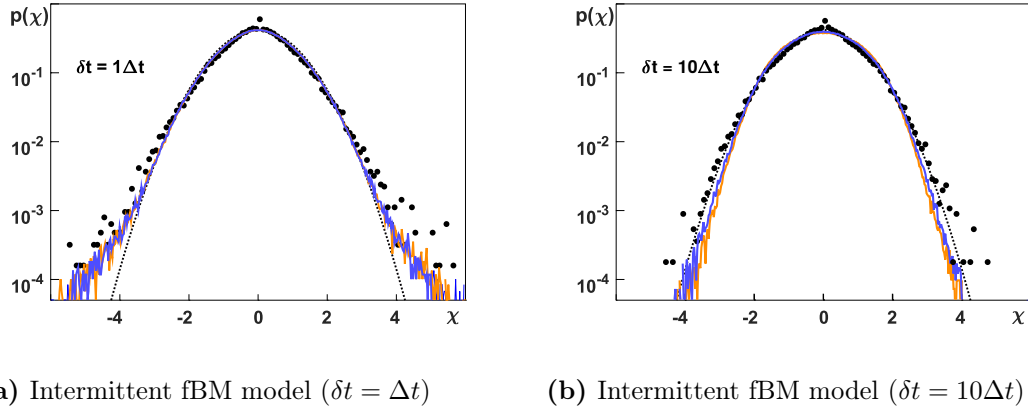 p(χ)
δt = 1Δt
10⁻¹
10⁻²
10⁻³
10⁻⁴
-4 -2 0 2 4 χ
p(χ)
δt = 10Δt
10⁻¹
10⁻²
10⁻³
10⁻⁴
-4 -2 0 2 4 χ
) Intermittent fBM model (δt = Δt)
(b) Intermittent fBM model (δt = 10Δt)